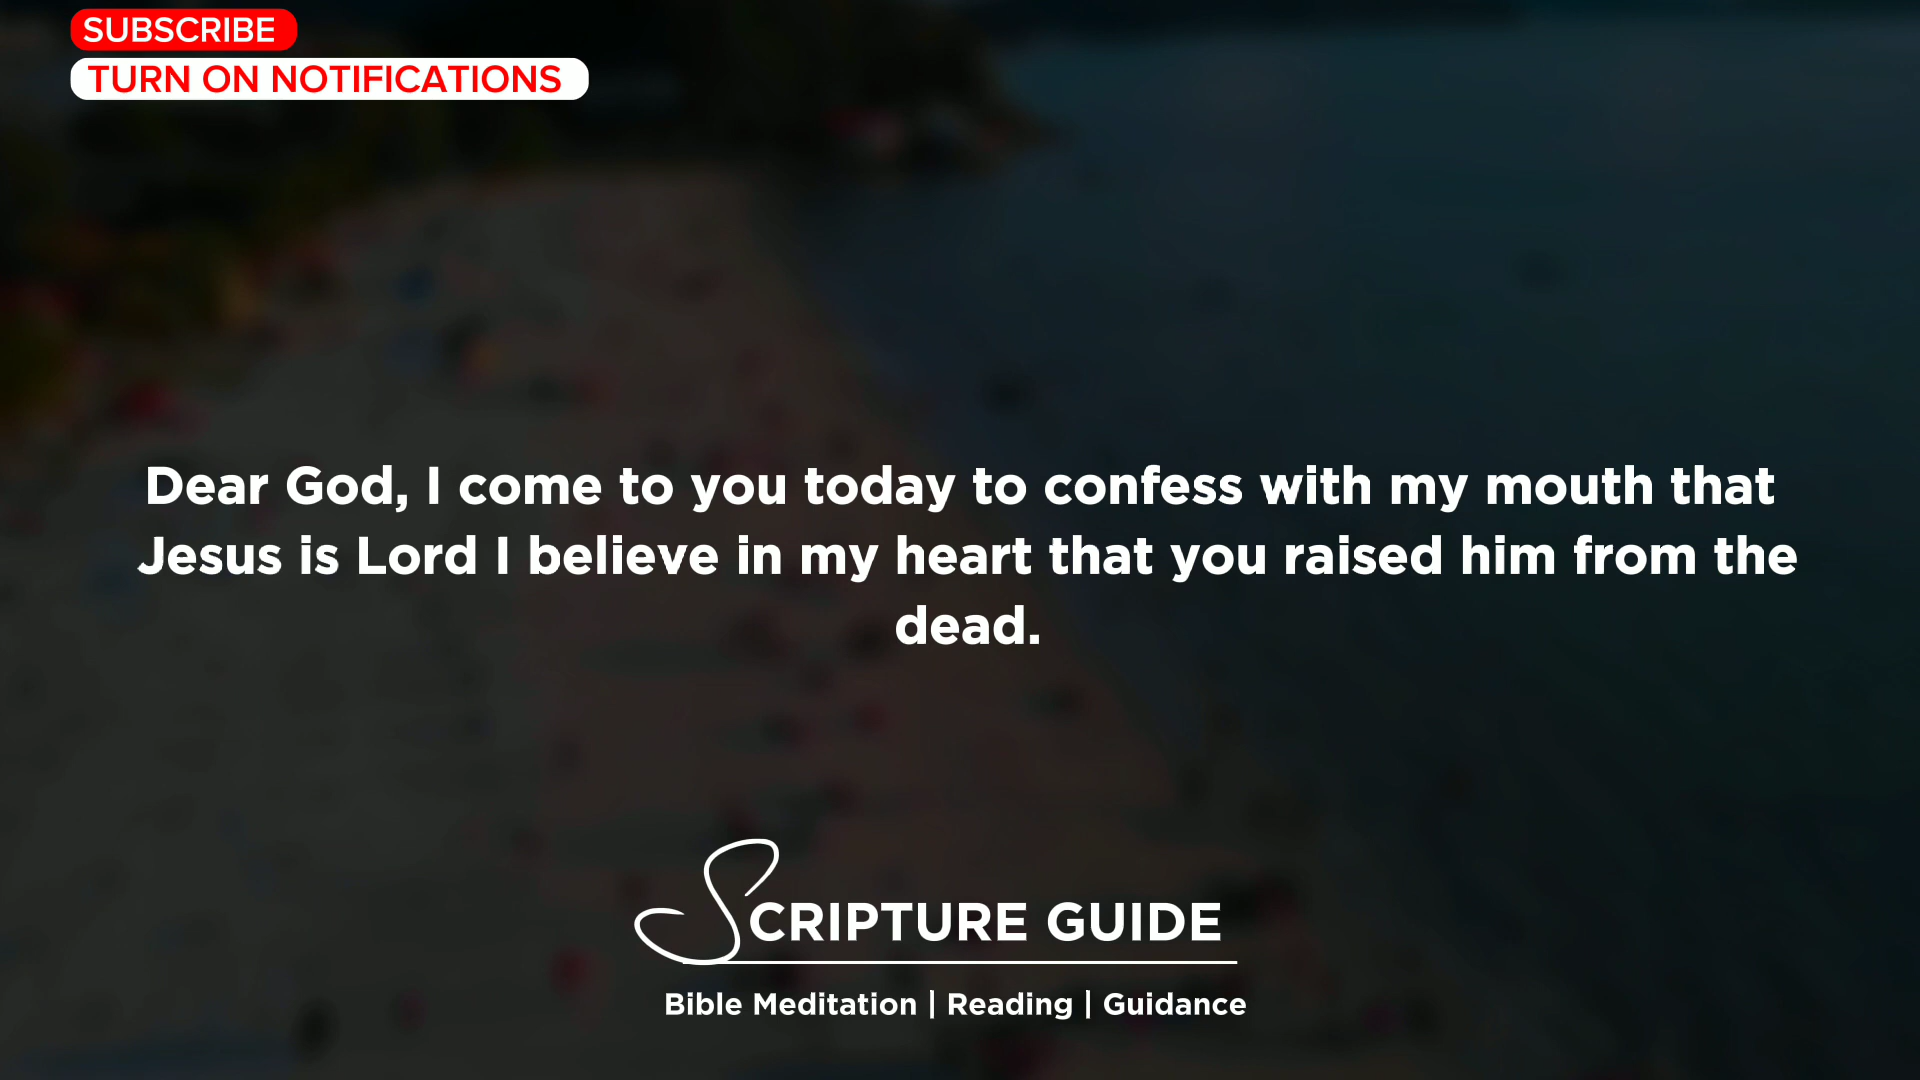 SUBSCRIBE
TURN ON NOTIFICATIONS
Dear God, I come to you today to confess with my mouth that
Jesus is Lord I believe in my heart that you raised him from the
dead.
SCRIPTURE GUIDE
Bible Meditation | Reading | Guidance